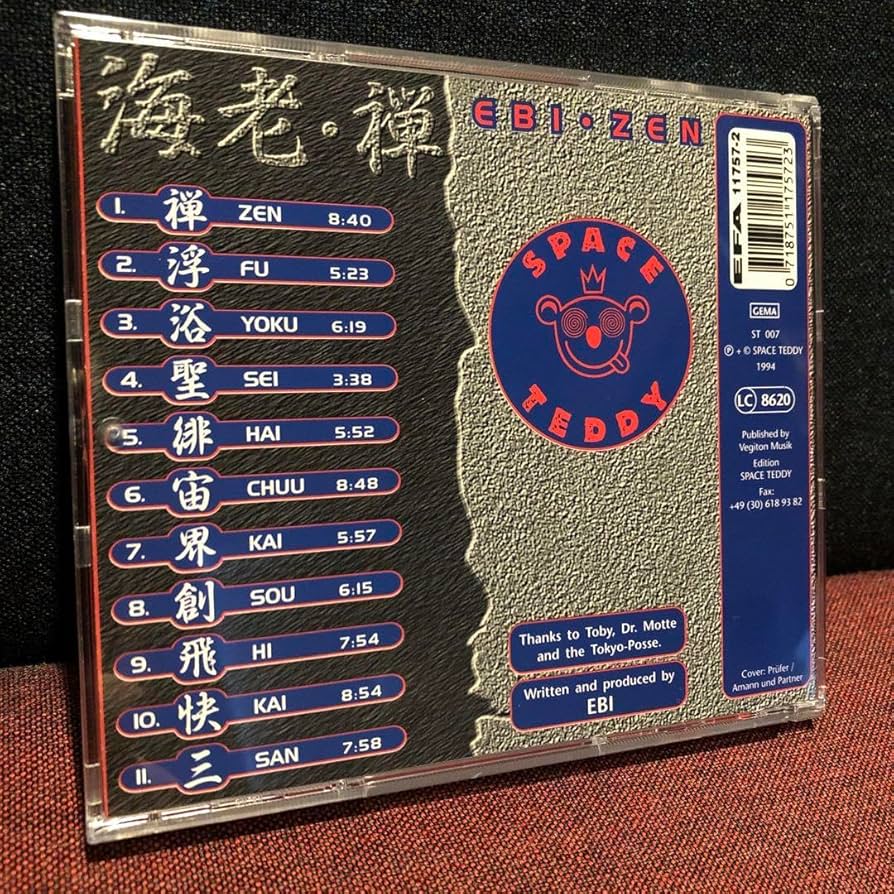 海老・禅
EBI・ZEN
1. 禅 ZEN 8:40
2. 浮 FU 5:23
3. 浴 YOKU 6:19
4. 聖 SEI 3:38
5. 徘 HAI 5:52
6. 宙 CHUU 8:48
7. 界 KAI 5:57
8. 創 SOU 6:15
9. 飛 HI 7:54
10. 快 KAI 8:54
11. 三 SAN 7:58
SPACE
TEDDY
Thanks to Toby, Dr. Motte
and the Tokyo-Posse.
Written and produced by
EBI
EFA 11757-2
0 718751 175723
GEMA
ST 007
Ⓟ + © SPACE TEDDY
1994
LC 8620
Published by
Vegiton Musik
Edition
SPACE TEDDY
Fax:
+49 (30) 618 93 82
Cover: Prüfer /
Amann und Partner